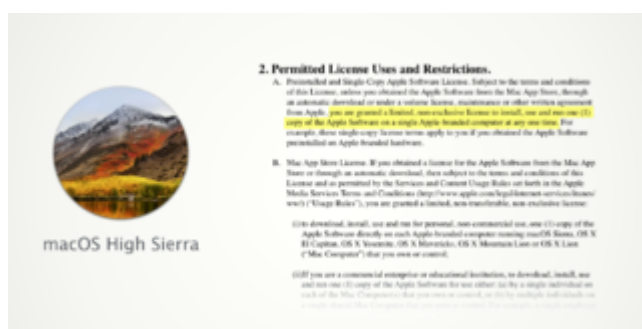 macOS High Sierra
2. Permitted License Uses and Restrictions.
A. Preinstalled and Single-Copy Apple Software License. Subject to the terms and conditions
of this License, unless you obtained the Apple Software from the Mac App Store, through
an automatic download or under a volume license, maintenance or other written agreement
from Apple, you are granted a limited, non-exclusive license to install, use and run one (1)
copy of the Apple Software on a single Apple-branded computer at any one time. For
example, these single-copy license terms apply to you if you obtained the Apple Software
preinstalled on Apple-branded hardware.
B. Mac App Store License. If you obtained a license for the Apple Software from the Mac App
Store or through an automatic download, then subject to the terms and conditions of this
License and as permitted by the Services and Content Usage Rules set forth in the Apple
Media Services Terms and Conditions (http://www.apple.com/legal/internet-services/itunes/
ww/) ("Usage Rules"), you are granted a limited, non-transferable, non-exclusive license:
(i) to download, install, use and run for personal, non-commercial use, one (1) copy of the
Apple Software directly on each Apple-branded computer running macOS Sierra, OS X
El Capitan, OS X Yosemite, OS X Mavericks, OS X Mountain Lion or OS X Lion
("Mac Computer") that you own or control;
(ii) If you are a commercial enterprise or educational institution, to download, install, use
and run one (1) copy of the Apple Software for use either: (a) by a single individual on
each of the Mac Computer(s) that you own or control, or (b) by multiple individuals on